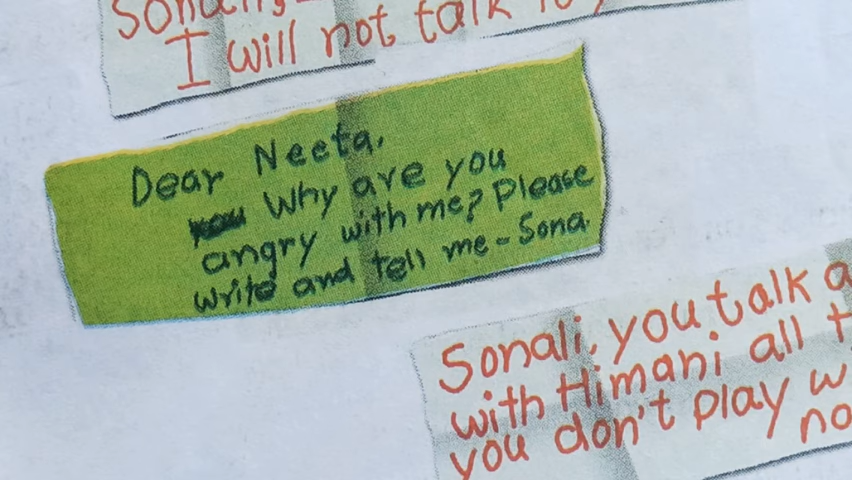 Sonali,
I will not talk to
Dear Neeta,
Why are you
angry with me? Please
write and tell me - Sona.
Sonali, you talk a
with Himani all t
you don't play w
no